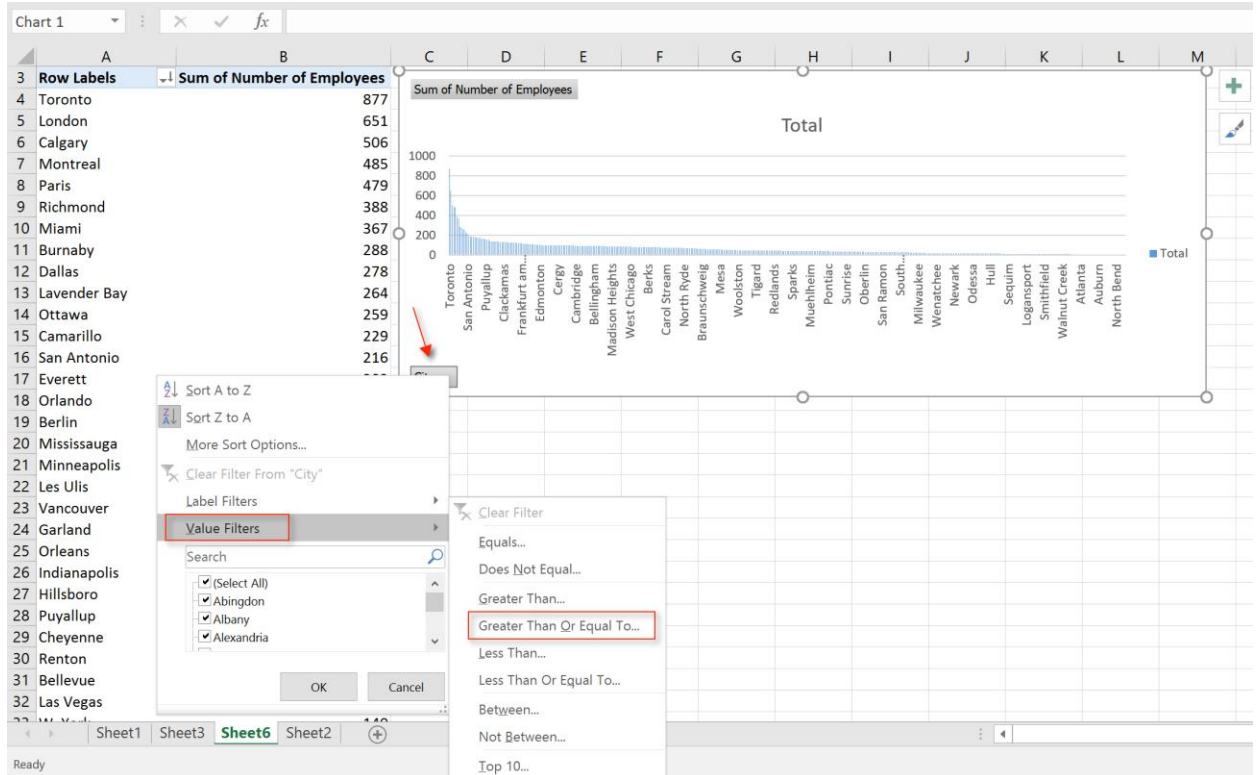 Chart 1
fx
A B C D E F G H I J K L M
3 Row Labels Sum of Number of Employees
4 Toronto 877
5 London 651
6 Calgary 506
7 Montreal 485
8 Paris 479
9 Richmond 388
10 Miami 367
11 Burnaby 288
12 Dallas 278
13 Lavender Bay 264
14 Ottawa 259
15 Camarillo 229
16 San Antonio 216
17 Everett
18 Orlando
19 Berlin
20 Mississauga
21 Minneapolis
22 Les Ulis
23 Vancouver
24 Garland
25 Orleans
26 Indianapolis
27 Hillsboro
28 Puyallup
29 Cheyenne
30 Renton
31 Bellevue
32 Las Vegas
Sum of Number of Employees
Total
1000
800
600
400
200
0
Toronto
San Antonio
Puyallup
Clackamas
Frankfurt am...
Edmonton
Cergy
Cambridge
Bellingham
Madison Heights
West Chicago
Berks
Carol Stream
North Ryde
Braunschweig
Mesa
Woolston
Tigard
Redlands
Sparks
Muehlheim
Pontiac
Sunrise
Oberlin
San Ramon
South...
Milwaukee
Wenatchee
Newark
Odessa
Hull
Sequim
Logansport
Smithfield
Walnut Creek
Atlanta
Auburn
North Bend
Total
Sort A to Z
Sort Z to A
More Sort Options...
Clear Filter From "City"
Label Filters
Value Filters
Search
(Select All)
Abingdon
Albany
Alexandria
OK Cancel
Clear Filter
Equals...
Does Not Equal...
Greater Than...
Greater Than Or Equal To...
Less Than...
Less Than Or Equal To...
Between...
Not Between...
Top 10...
Sheet1 Sheet3 Sheet6 Sheet2
Ready